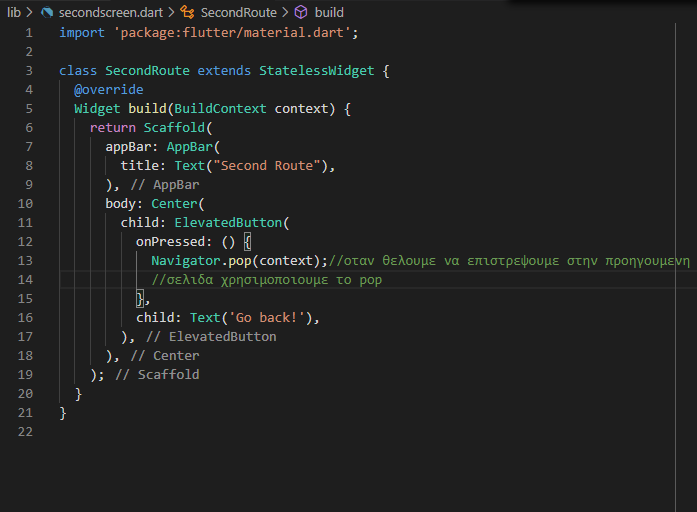 lib > secondscreen.dart > SecondRoute > build
1 import 'package:flutter/material.dart';
2
3 class SecondRoute extends StatelessWidget {
4 @override
5 Widget build(BuildContext context) {
6 return Scaffold(
7 appBar: AppBar(
8 title: Text("Second Route"),
9 ), // AppBar
10 body: Center(
11 child: ElevatedButton(
12 onPressed: () {
13 Navigator.pop(context);//οταν θελουμε να επιστρεψουμε στην προηγουμενη
14 //σελιδα χρησιμοποιουμε το pop
15 },
16 child: Text('Go back!'),
17 ), // ElevatedButton
18 ), // Center
19 ); // Scaffold
20 }
21 }
22